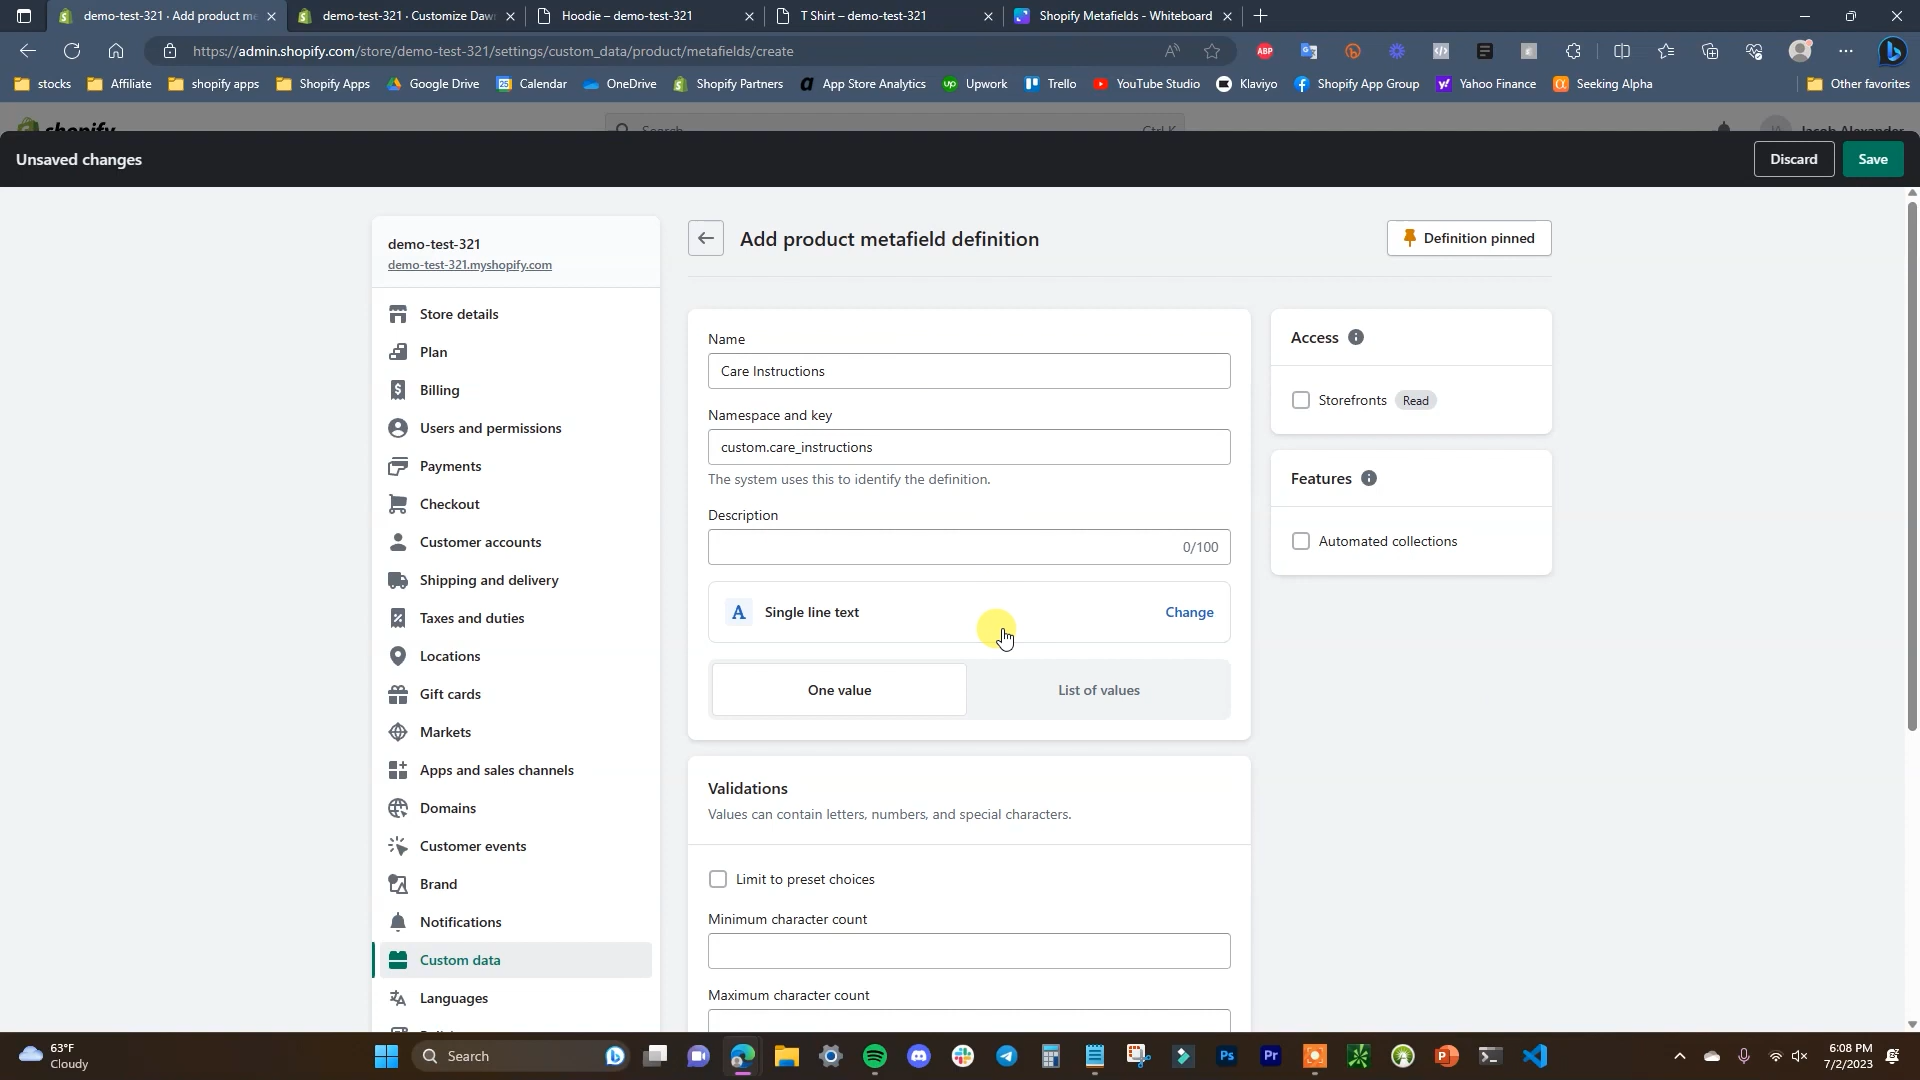 demo-test-321 · Add product me
demo-test-321 · Customize Daw
Hoodie – demo-test-321
T Shirt – demo-test-321
Shopify Metafields - Whiteboard
https://admin.shopify.com/store/demo-test-321/settings/custom_data/product/metafields/create
ABP
stocks
Affiliate
shopify apps
Shopify Apps
Google Drive
Calendar
OneDrive
Shopify Partners
App Store Analytics
Upwork
Trello
YouTube Studio
Klaviyo
Shopify App Group
Yahoo Finance
Seeking Alpha
Other favorites
shopify
Search
Ctrl K
Jacob Alexander
Unsaved changes
Discard
Save
demo-test-321
demo-test-321.myshopify.com
Store details
Plan
Billing
Users and permissions
Payments
Checkout
Customer accounts
Shipping and delivery
Taxes and duties
Locations
Gift cards
Markets
Apps and sales channels
Domains
Customer events
Brand
Notifications
Custom data
Languages
Add product metafield definition
Definition pinned
Name
Care Instructions
Namespace and key
custom.care_instructions
The system uses this to identify the definition.
Description
0/100
A Single line text
Change
One value
List of values
Validations
Values can contain letters, numbers, and special characters.
Limit to preset choices
Minimum character count
Maximum character count
Access
Storefronts
Read
Features
Automated collections
63°F
Cloudy
Search
Ps
Pr
6:08 PM
7/2/2023